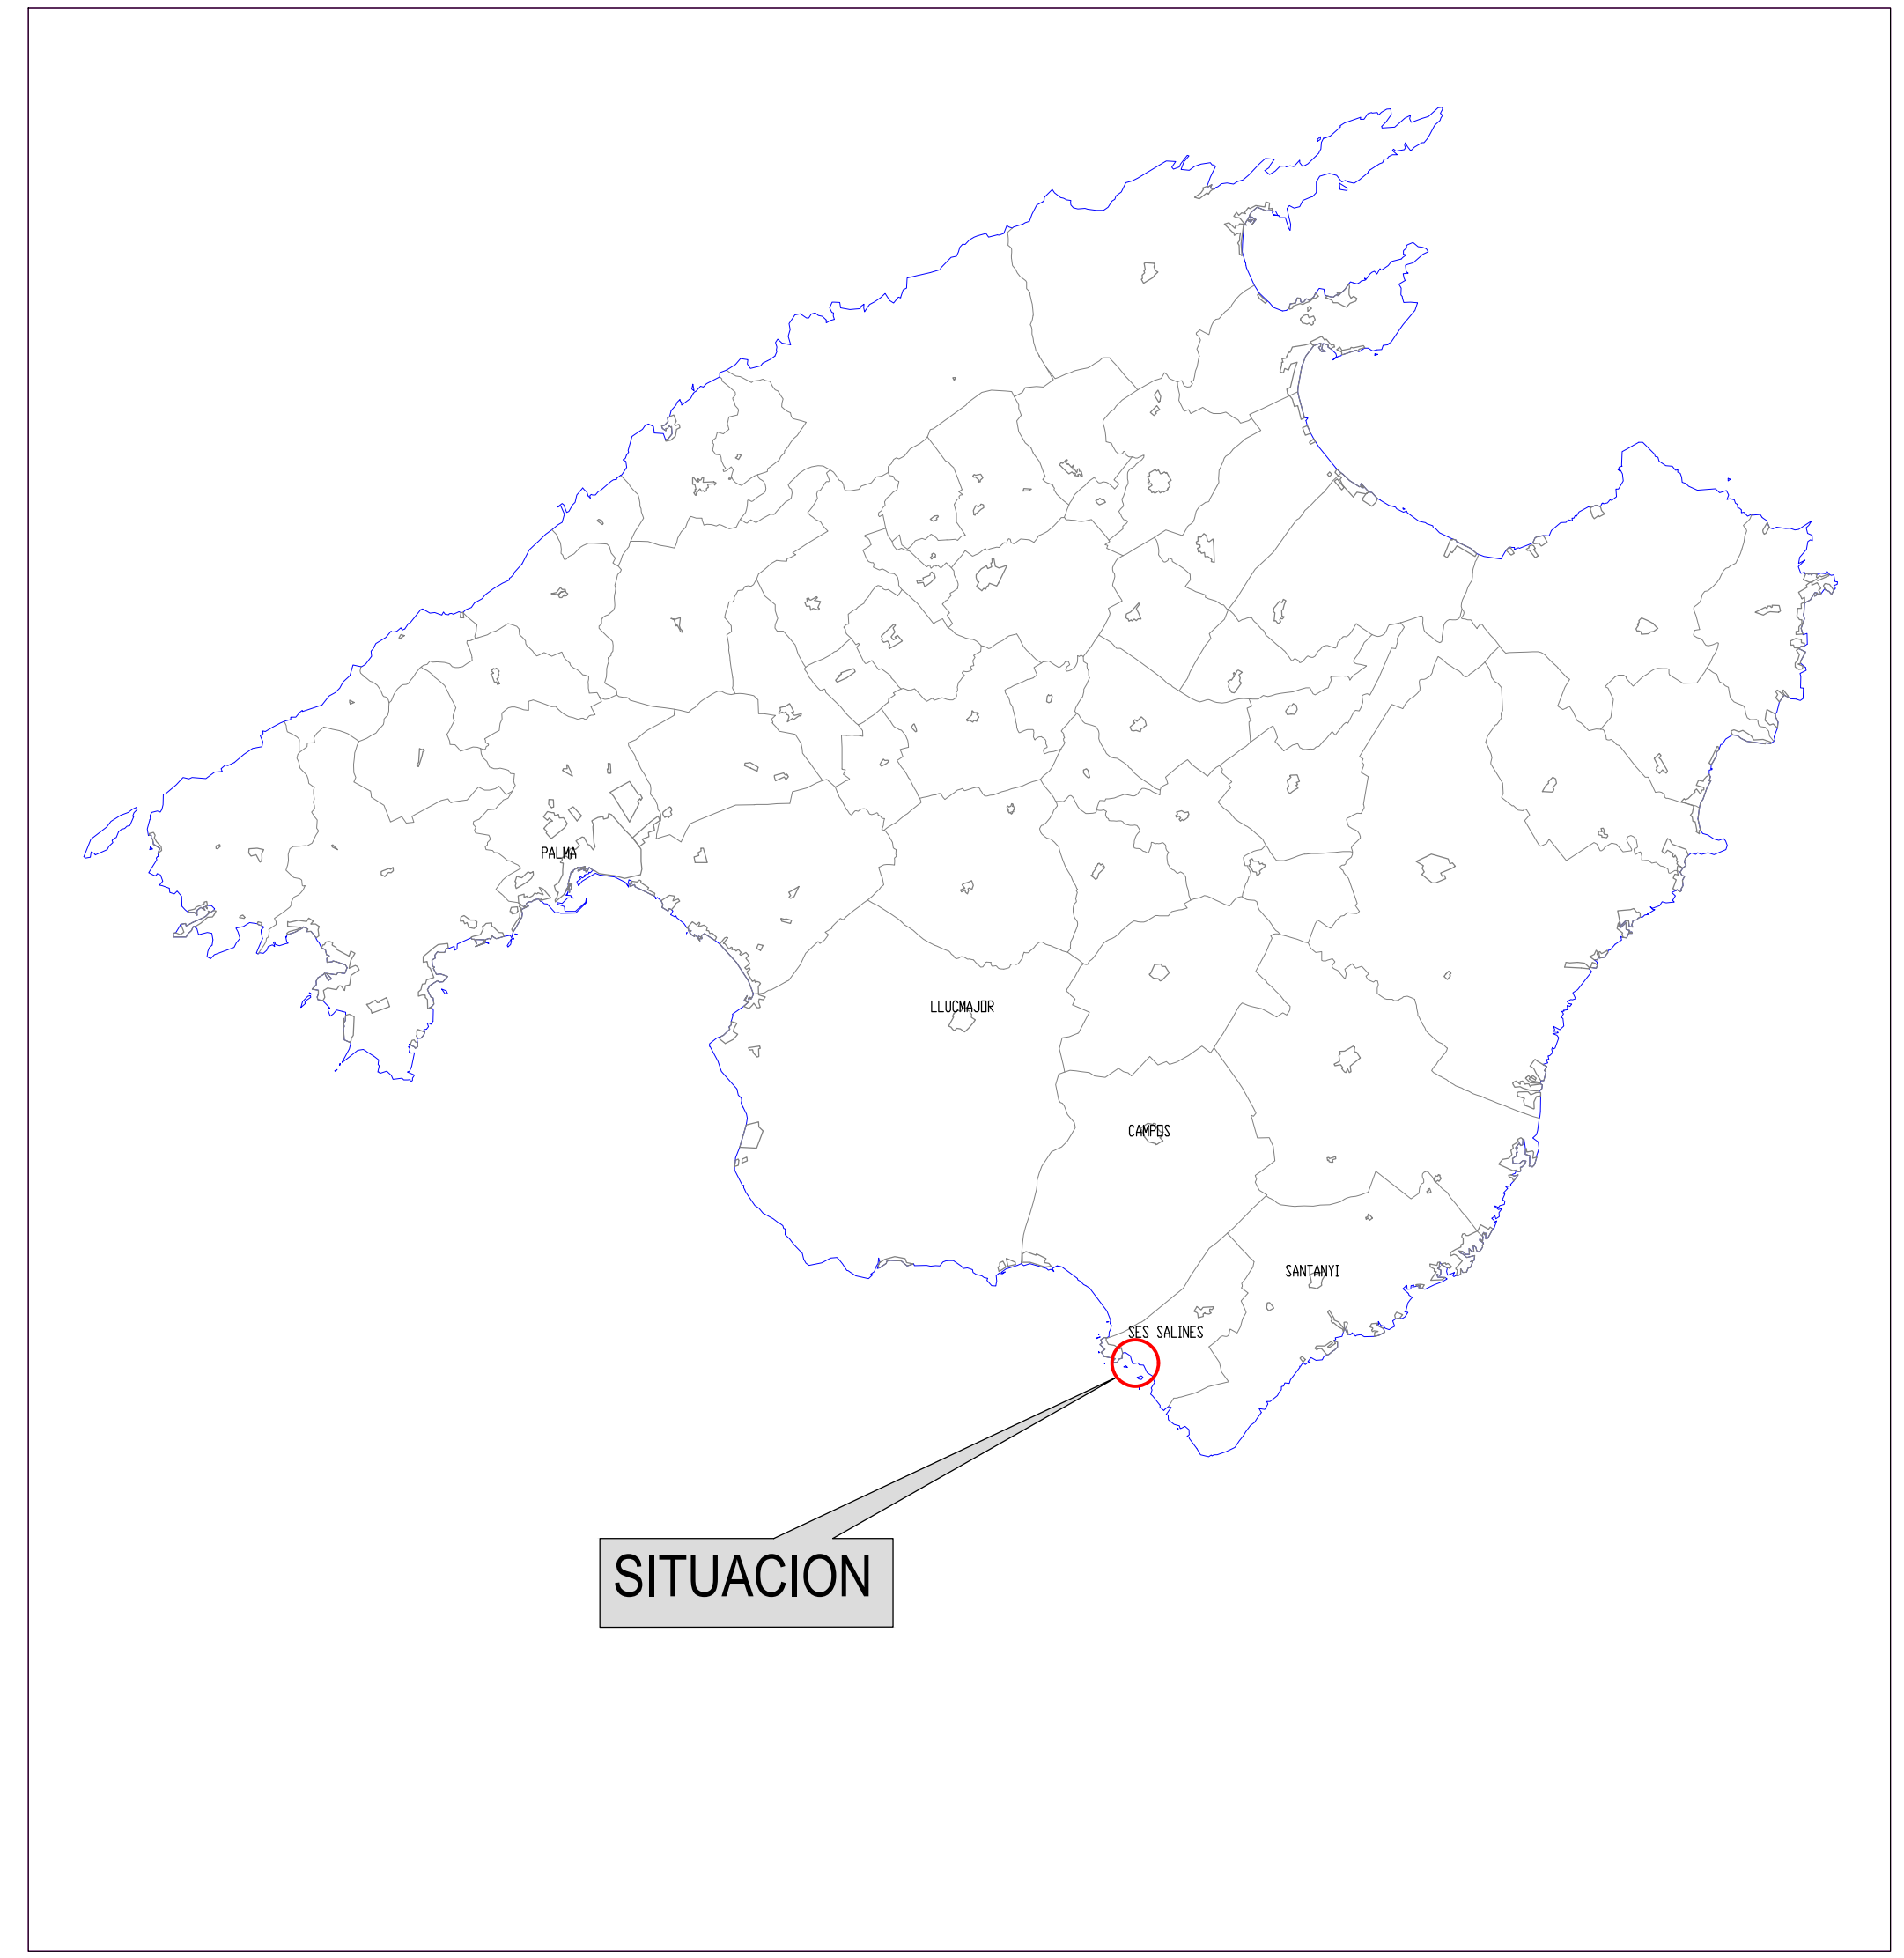 PALMA
LLUCMAJOR
CAMPOS
SANTANYI
SES SALINES
SITUACION